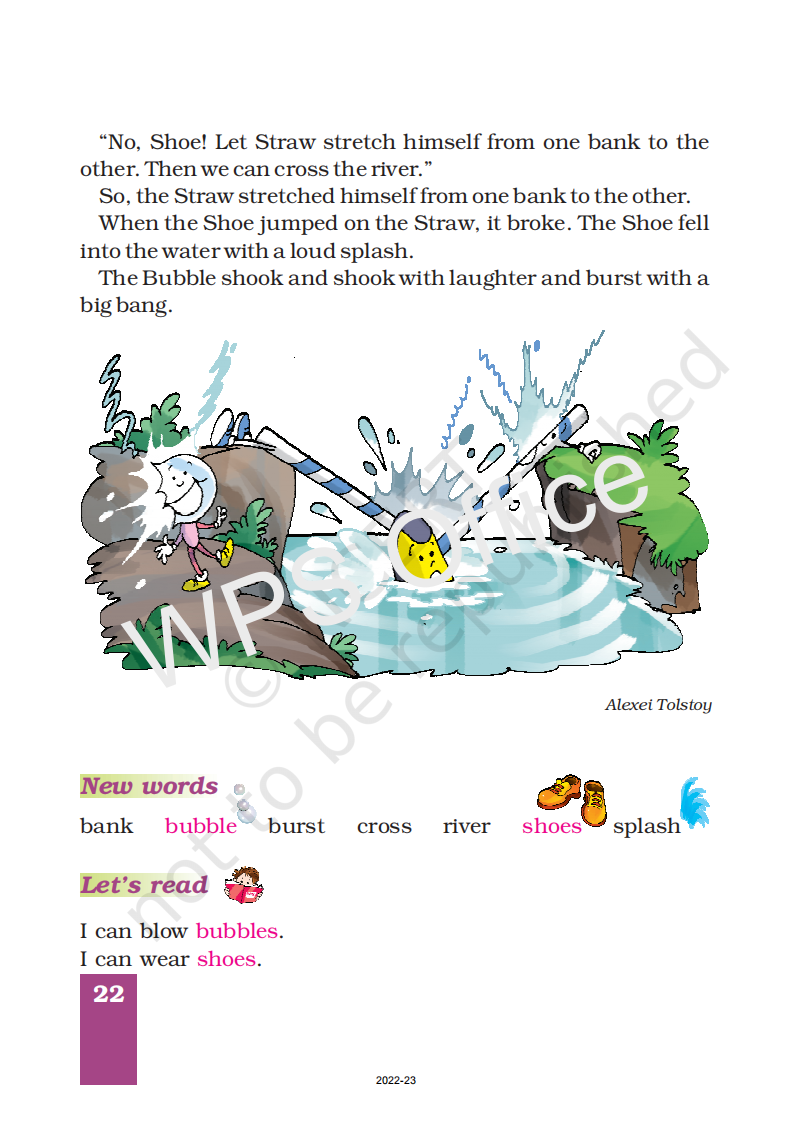 “No, Shoe! Let Straw stretch himself from one bank to the
other. Then we can cross the river.”
So, the Straw stretched himself from one bank to the other.
When the Shoe jumped on the Straw, it broke. The Shoe fell
into the water with a loud splash.
The Bubble shook and shook with laughter and burst with a
big bang.
WPS Office
not to be republished
Alexei Tolstoy
New words
bank bubble burst cross river shoes splash
Let’s read
I can blow bubbles.
I can wear shoes.
22
2022-23